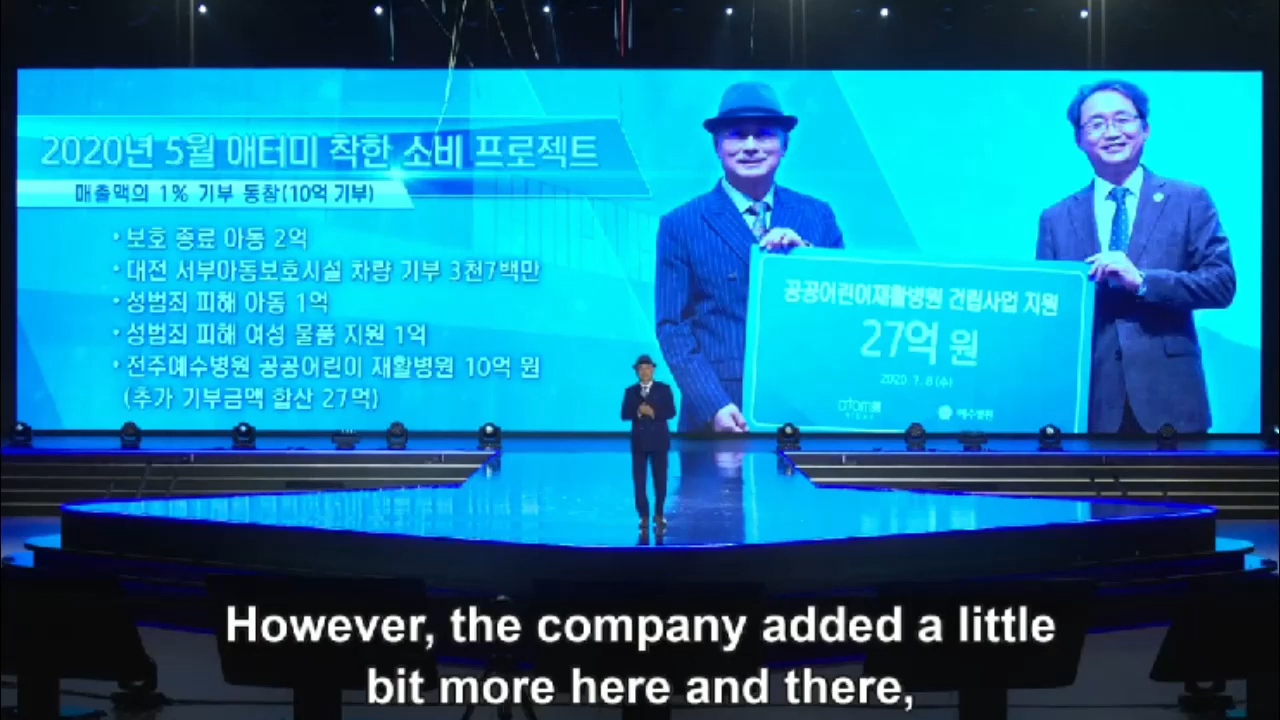 2020년 5월 애터미 착한 소비 프로젝트
매출액의 1% 기부 동참(10억 기부)
• 보호 종료 아동 2억
• 대전 서부아동보호시설 차량 기부 3천7백만
• 성범죄 피해 아동 1억
• 성범죄 피해 여성 물품 지원 1억
• 전주예수병원 공공어린이 재활병원 10억 원
(추가 기부금액 합산 27억)
공공어린이재활병원 건립사업 지원
27억 원
2020. 7. 8 (수)
예수병원
However, the company added a little
bit more here and there,